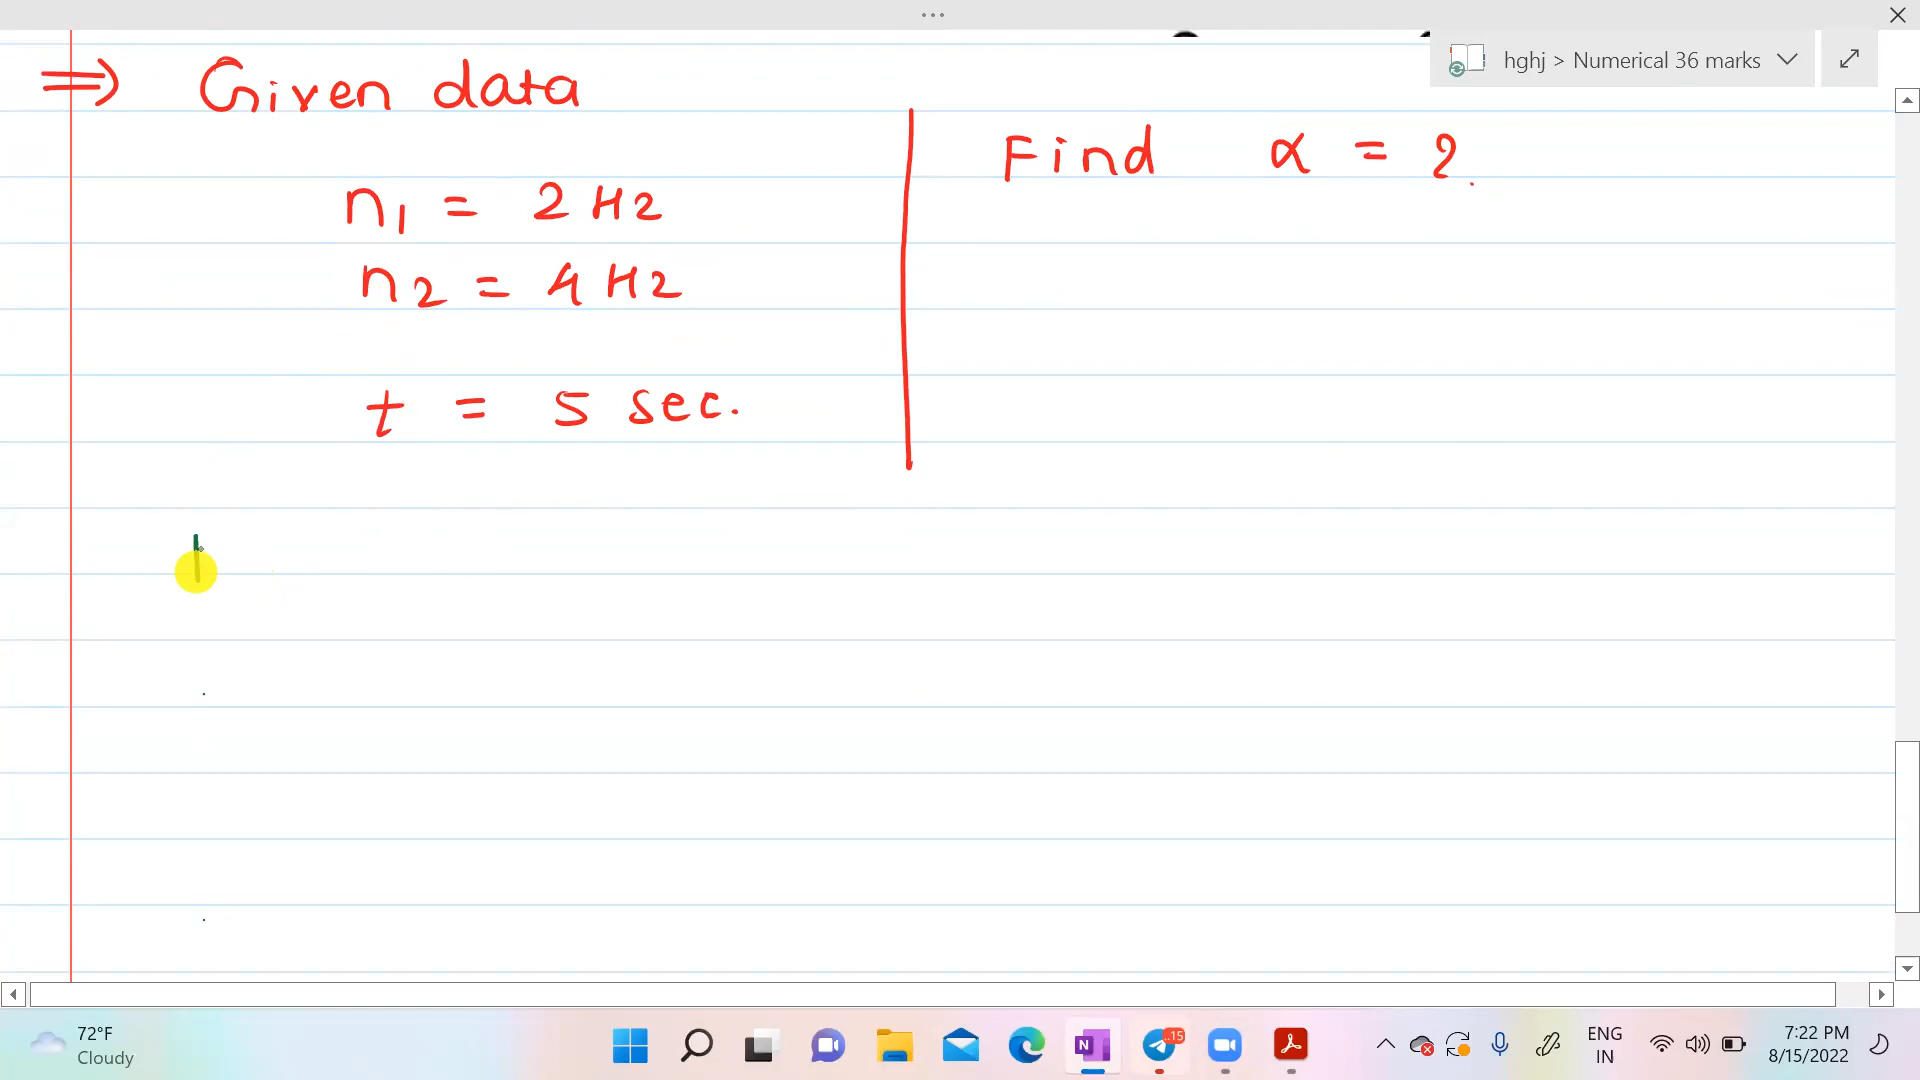 hghj > Numerical 36 marks
⇒ Given data
Find α = ?
n1 = 2 Hz
n2 = 4 Hz
t = 5 sec.
72°F
Cloudy
..15
ENG
IN
7:22 PM
8/15/2022